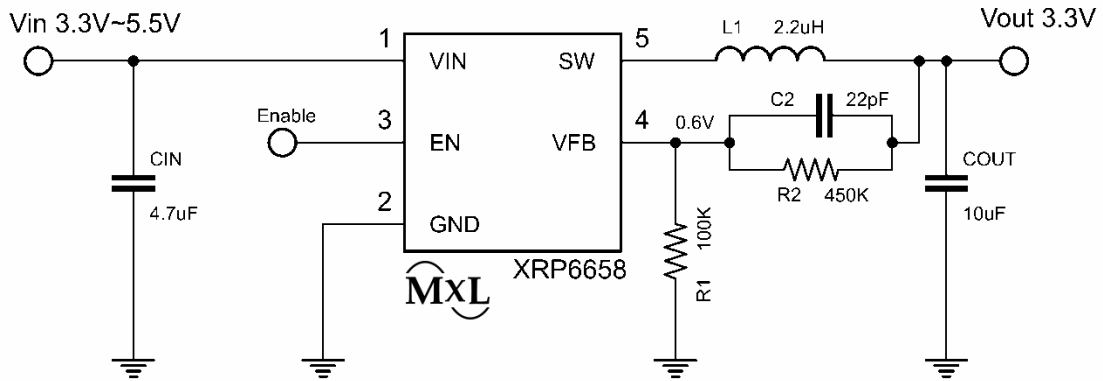 Vin 3.3V~5.5V
Vout 3.3V
L1 2.2uH
1
5
VIN
SW
Enable
3
4
0.6V
C2 22pF
EN
VFB
CIN
4.7uF
R2 450K
COUT
10uF
2
GND
R1 100K
XRP6658
MXL